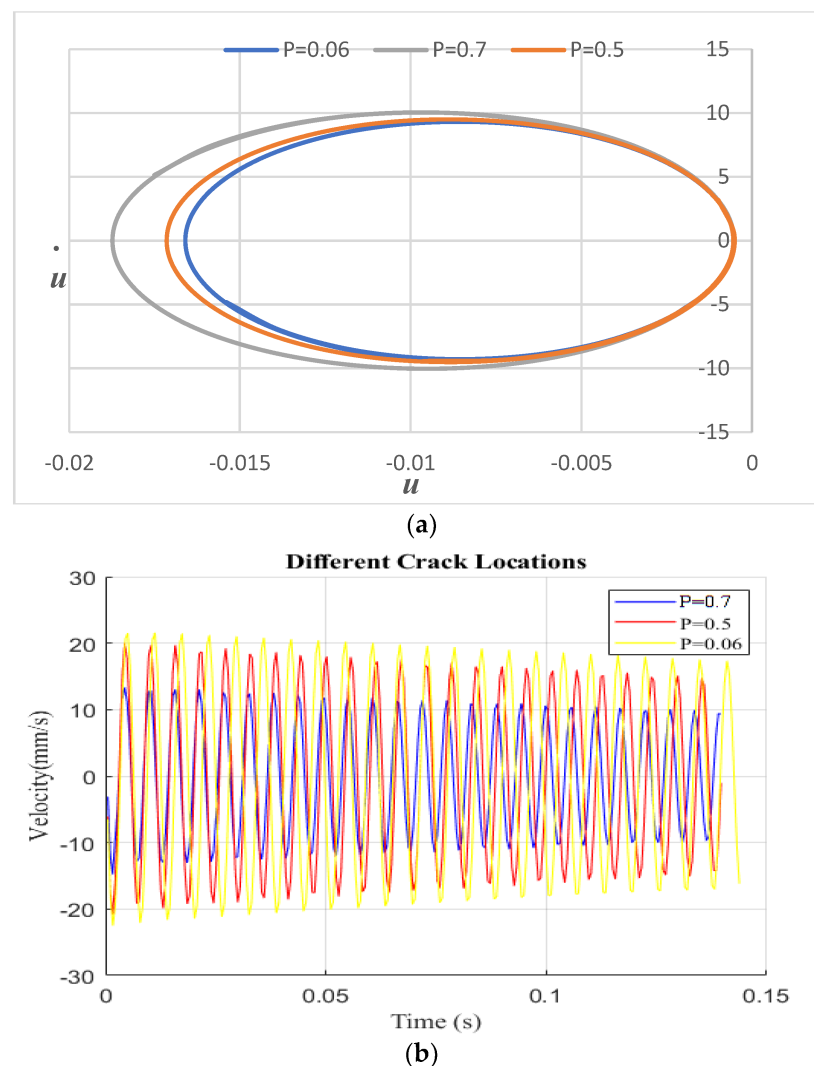 P=0.06 P=0.7 P=0.5
15
10
5
0
-5
-10
-15
u̇
-0.02 -0.015 -0.01 -0.005 0
u
(a)
Different Crack Locations
30
20
10
0
-10
-20
-30
Velocity(mm/s)
P=0.7
P=0.5
P=0.06
0 0.05 0.1 0.15
Time (s)
(b)